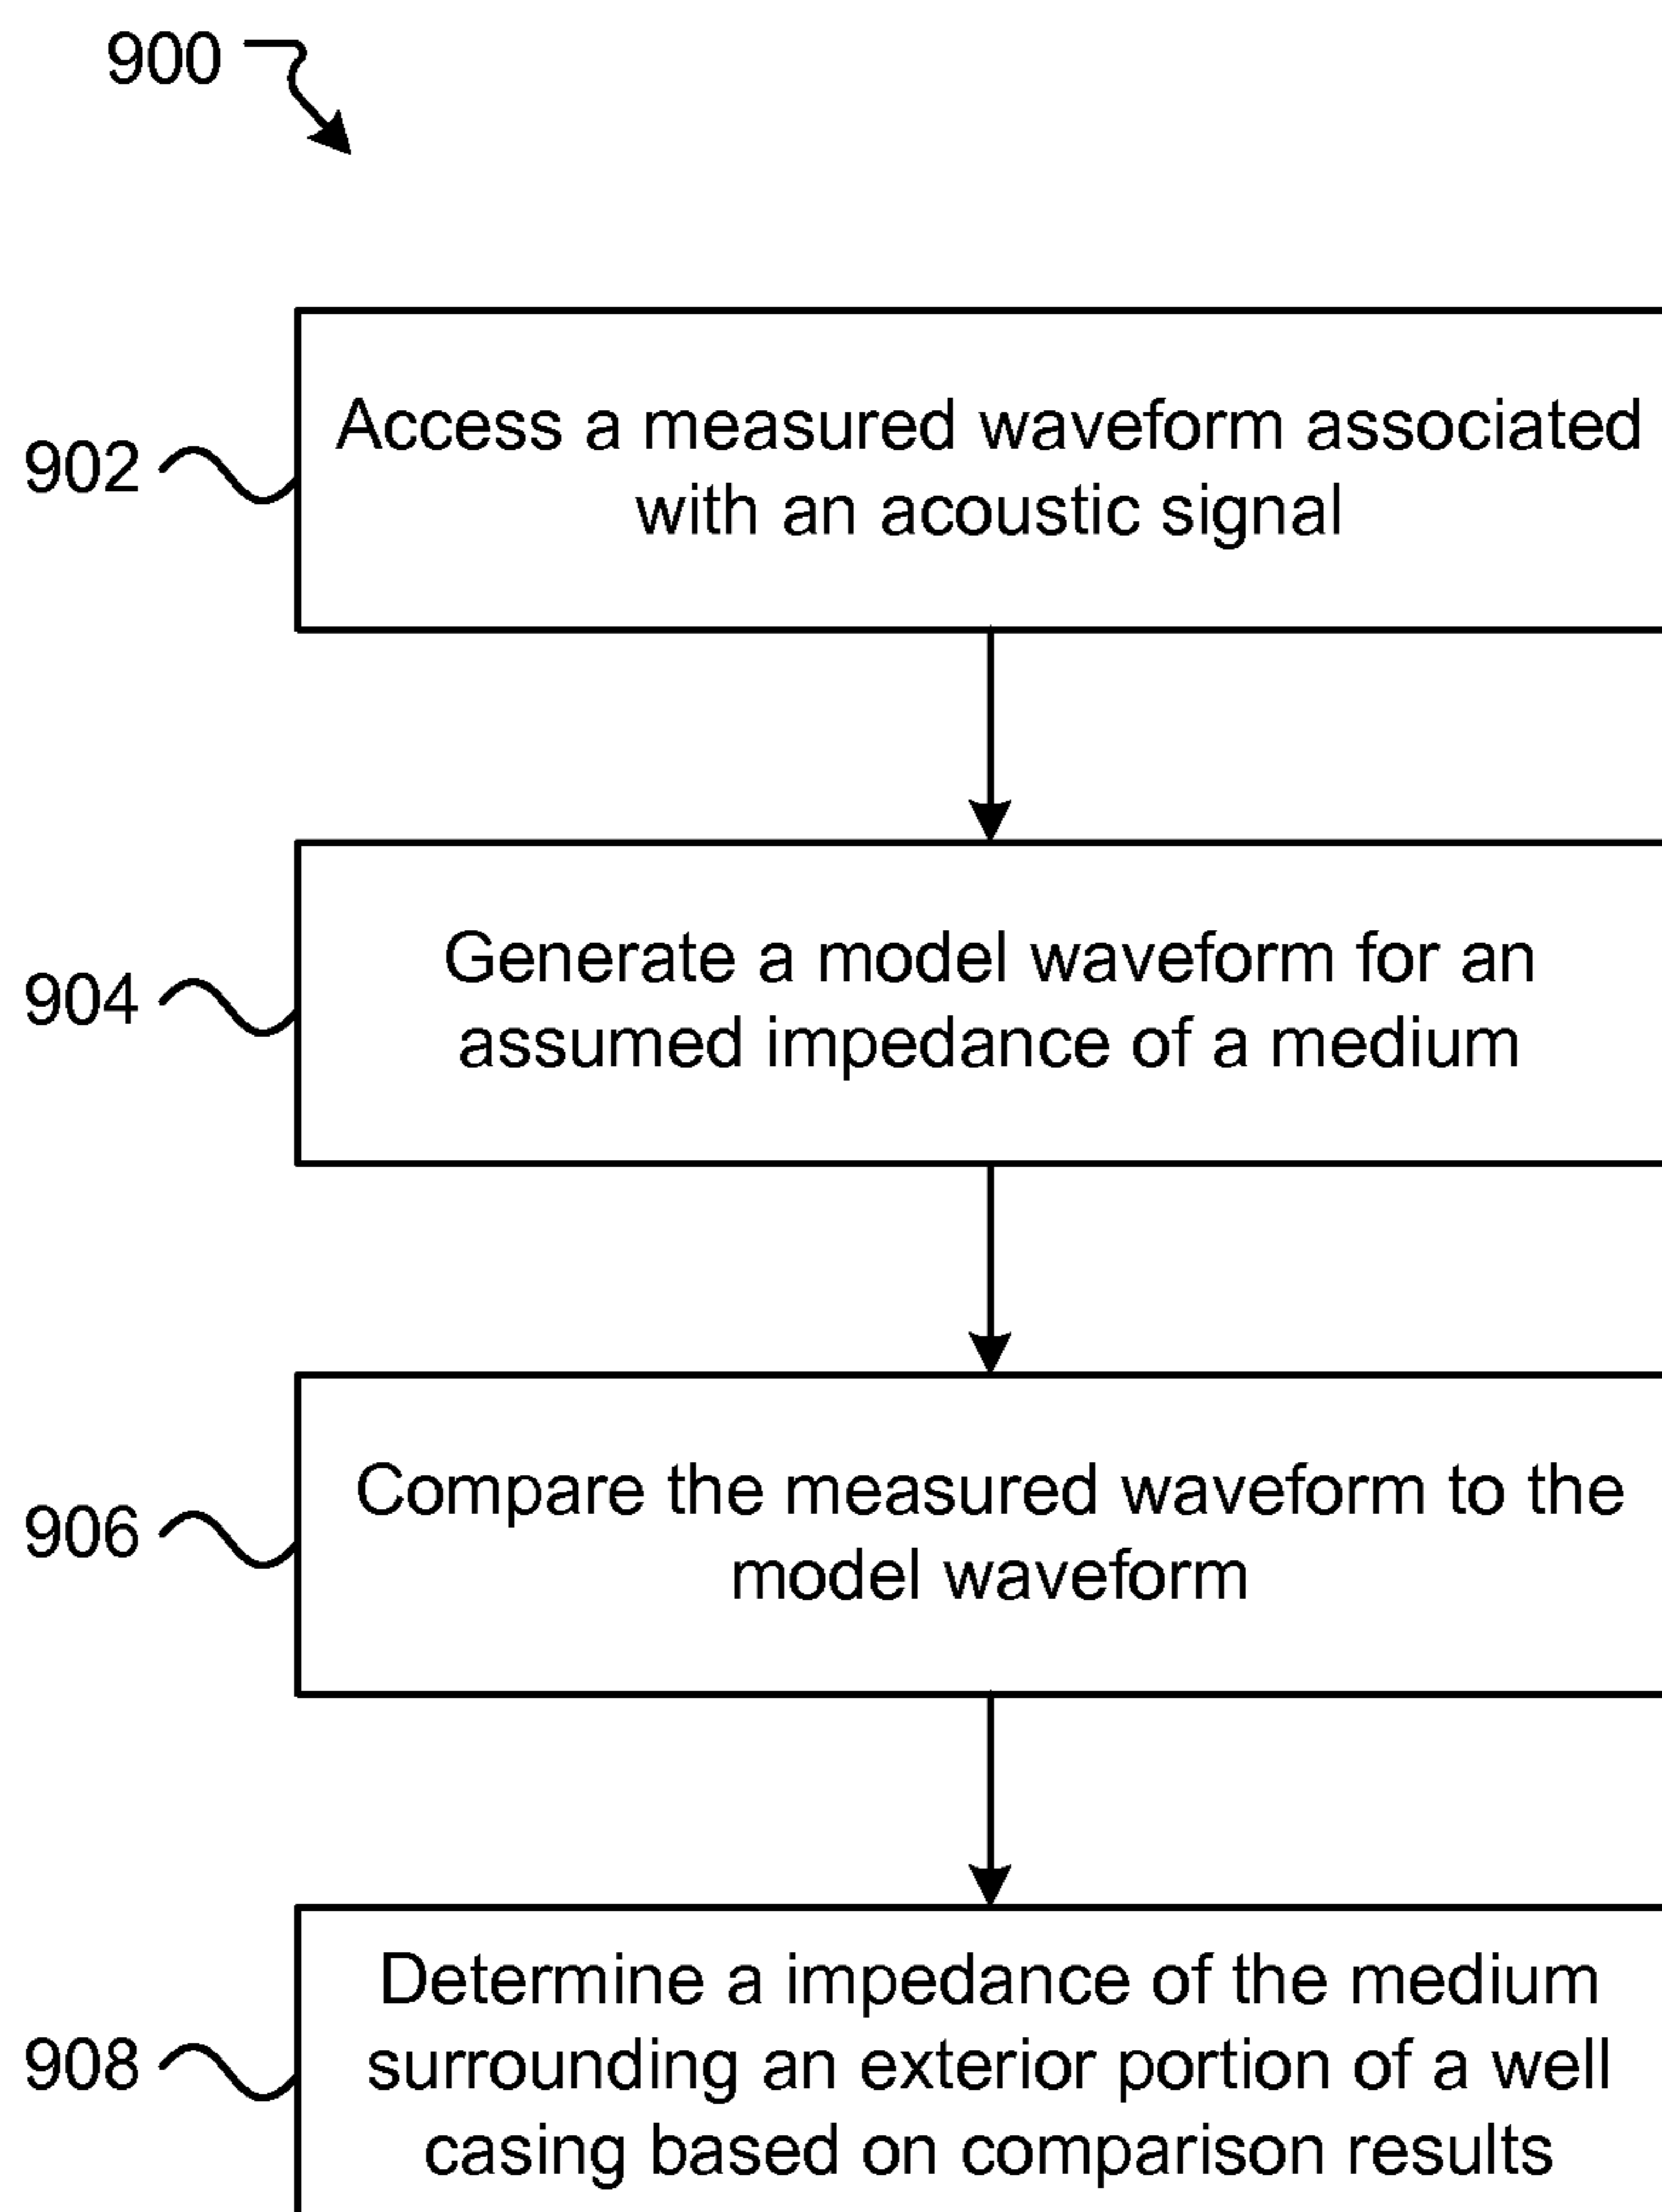 900
902
Access a measured waveform associated
with an acoustic signal
904
Generate a model waveform for an
assumed impedance of a medium
906
Compare the measured waveform to the
model waveform
908
Determine a impedance of the medium
surrounding an exterior portion of a well
casing based on comparison results